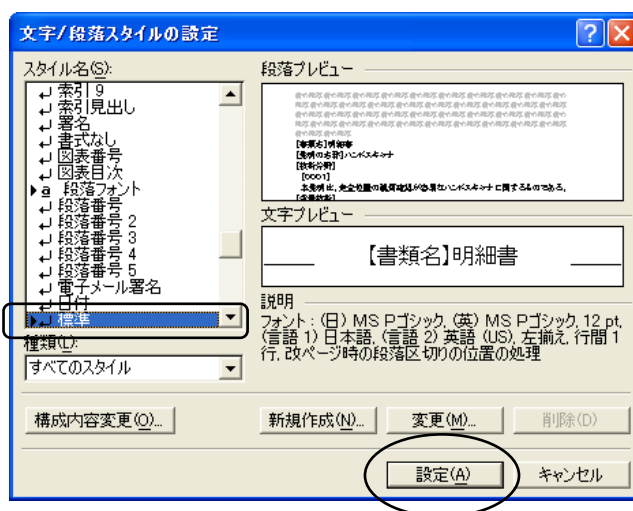 文字/段落スタイルの設定
スタイル名(S):
索引 9
索引見出し
署名
書式なし
図表番号
図表目次
a 段落フォント
段落番号
段落番号 2
段落番号 3
段落番号 4
段落番号 5
電子メール署名
日付
標準
種類(L):
すべてのスタイル
段落プレビュー
【書類名】明細書
【発明の名称】ハンドスキャナ
【技術分野】
【0001】
文字プレビュー
【書類名】明細書
説明
フォント : (日) MS Pゴシック, (英) MS Pゴシック, 12 pt,
(言語 1) 日本語, (言語 2) 英語 (US), 左揃え, 行間 1
行, 改ページ時の段落区切りの位置の処理
構成内容変更(O)...
新規作成(N)...
変更(M)...
削除(D)
設定(A)
キャンセル